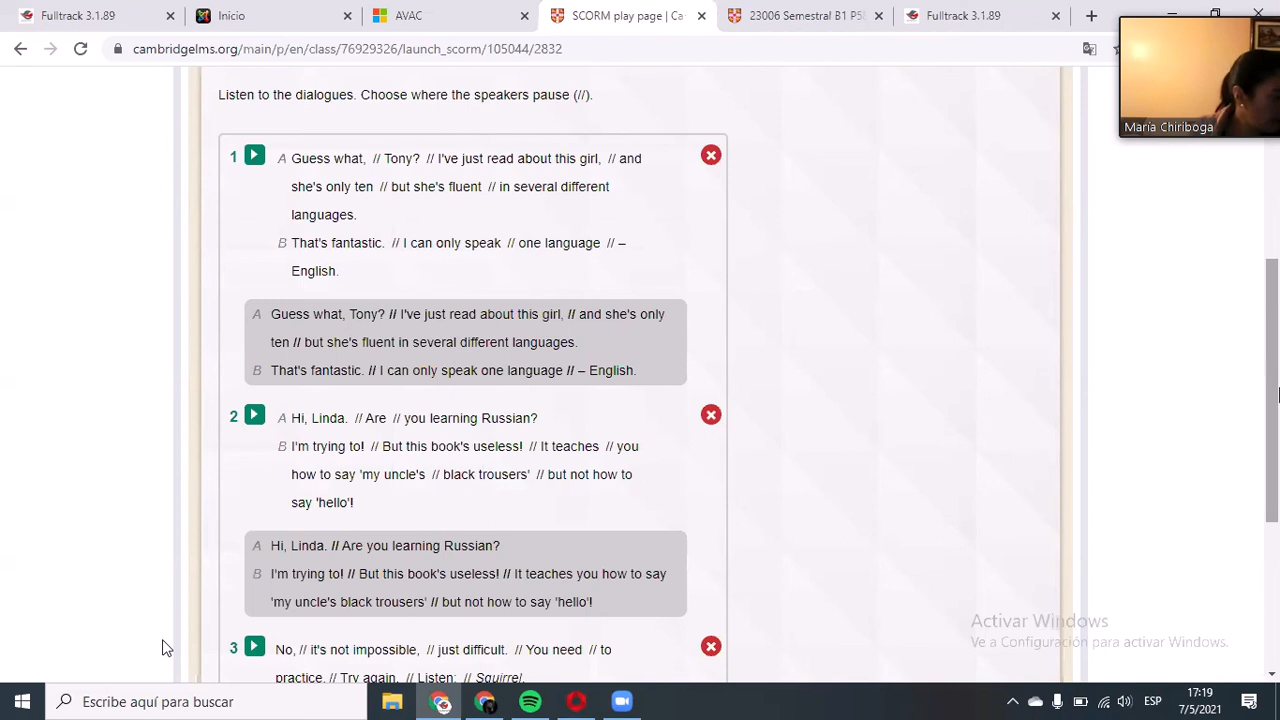 Fulltrack 3.1.89
Inicio
AVAC
SCORM play page | Ca
23006 Semestral B1 P58
Fulltrack 3.1.89
cambridgelms.org/main/p/en/class/76929326/launch_scorm/105044/2832
María Chiriboga
Listen to the dialogues. Choose where the speakers pause (//).
1 A Guess what, // Tony? // I've just read about this girl, // and
she's only ten // but she's fluent // in several different
languages.
B That's fantastic. // I can only speak // one language // –
English.
A Guess what, Tony? // I've just read about this girl, // and she's only
ten // but she's fluent in several different languages.
B That's fantastic. // I can only speak one language // – English.
2 A Hi, Linda. // Are // you learning Russian?
B I'm trying to! // But this book's useless! // It teaches // you
how to say 'my uncle's // black trousers' // but not how to
say 'hello'!
A Hi, Linda. // Are you learning Russian?
B I'm trying to! // But this book's useless! // It teaches you how to say
'my uncle's black trousers' // but not how to say 'hello'!
3 No, // it's not impossible, // just difficult. // You need // to
practice. // Try again. // Listen: // Squirrel.
Activar Windows
Ve a Configuración para activar Windows.
Escribe aquí para buscar
ESP
17:19
7/5/2021